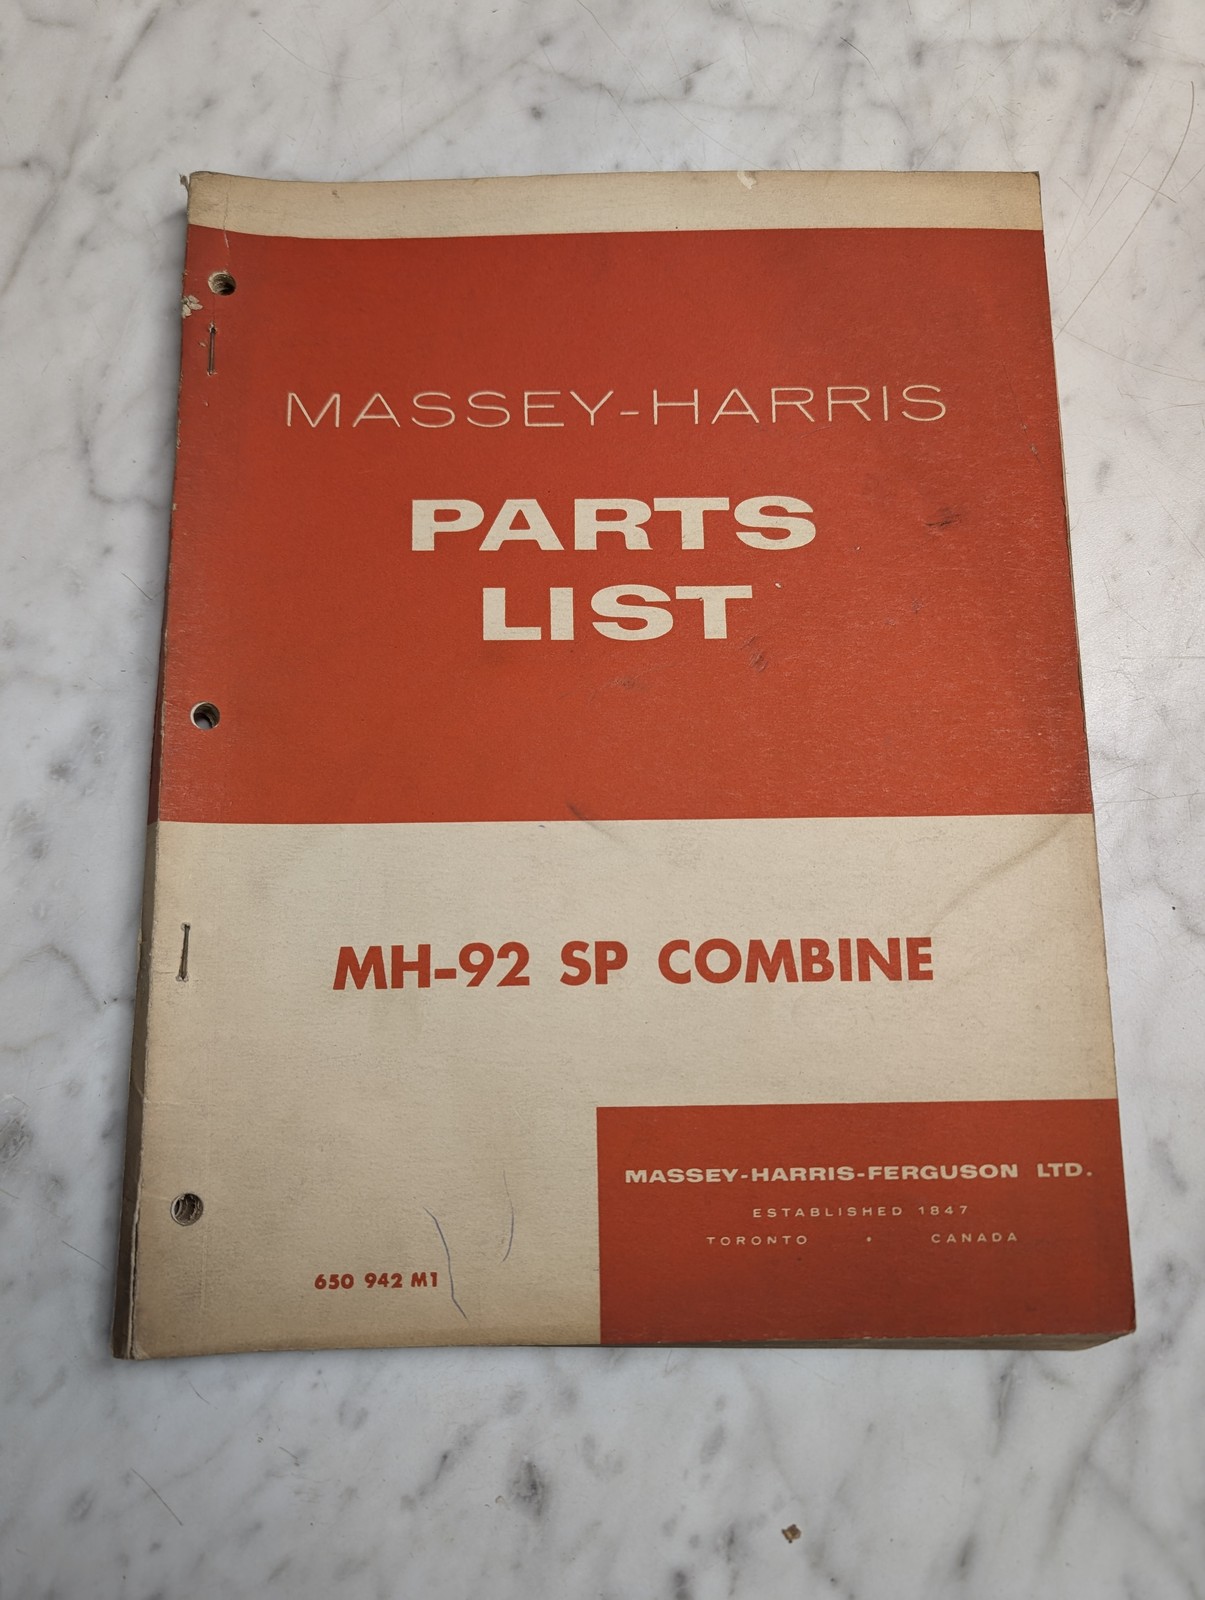 MASSEY-HARRIS
PARTS
LIST
MH-92 SP COMBINE
MASSEY-HARRIS-FERGUSON LTD.
ESTABLISHED 1847
TORONTO • CANADA
650 942 M1